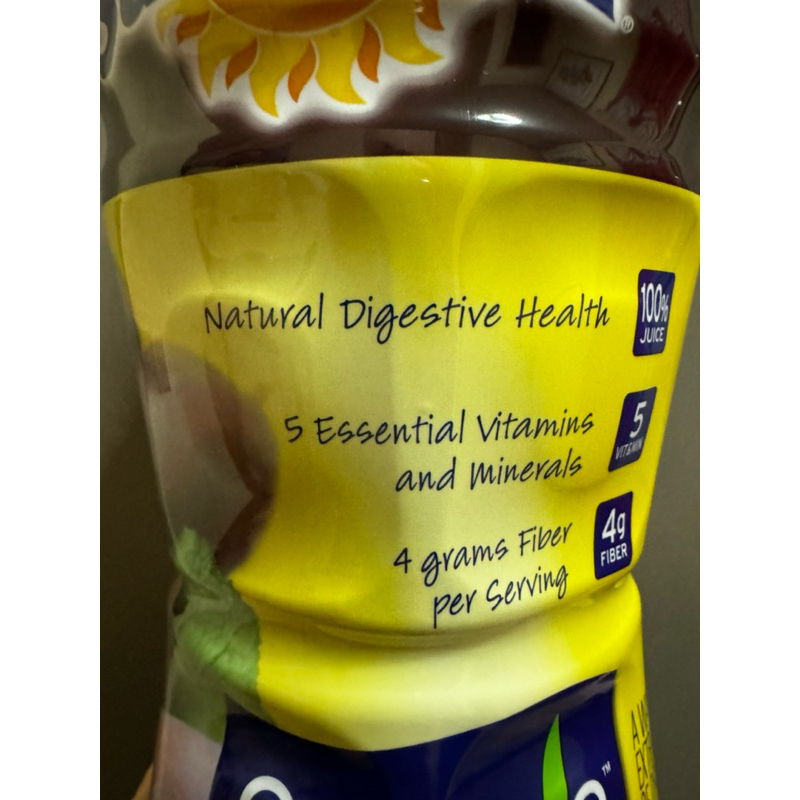 ®
Natural Digestive Health
100%
JUICE
5 Essential Vitamins
and Minerals
5
VITAMIN
4 grams Fiber
per Serving
4g
FIBER
™